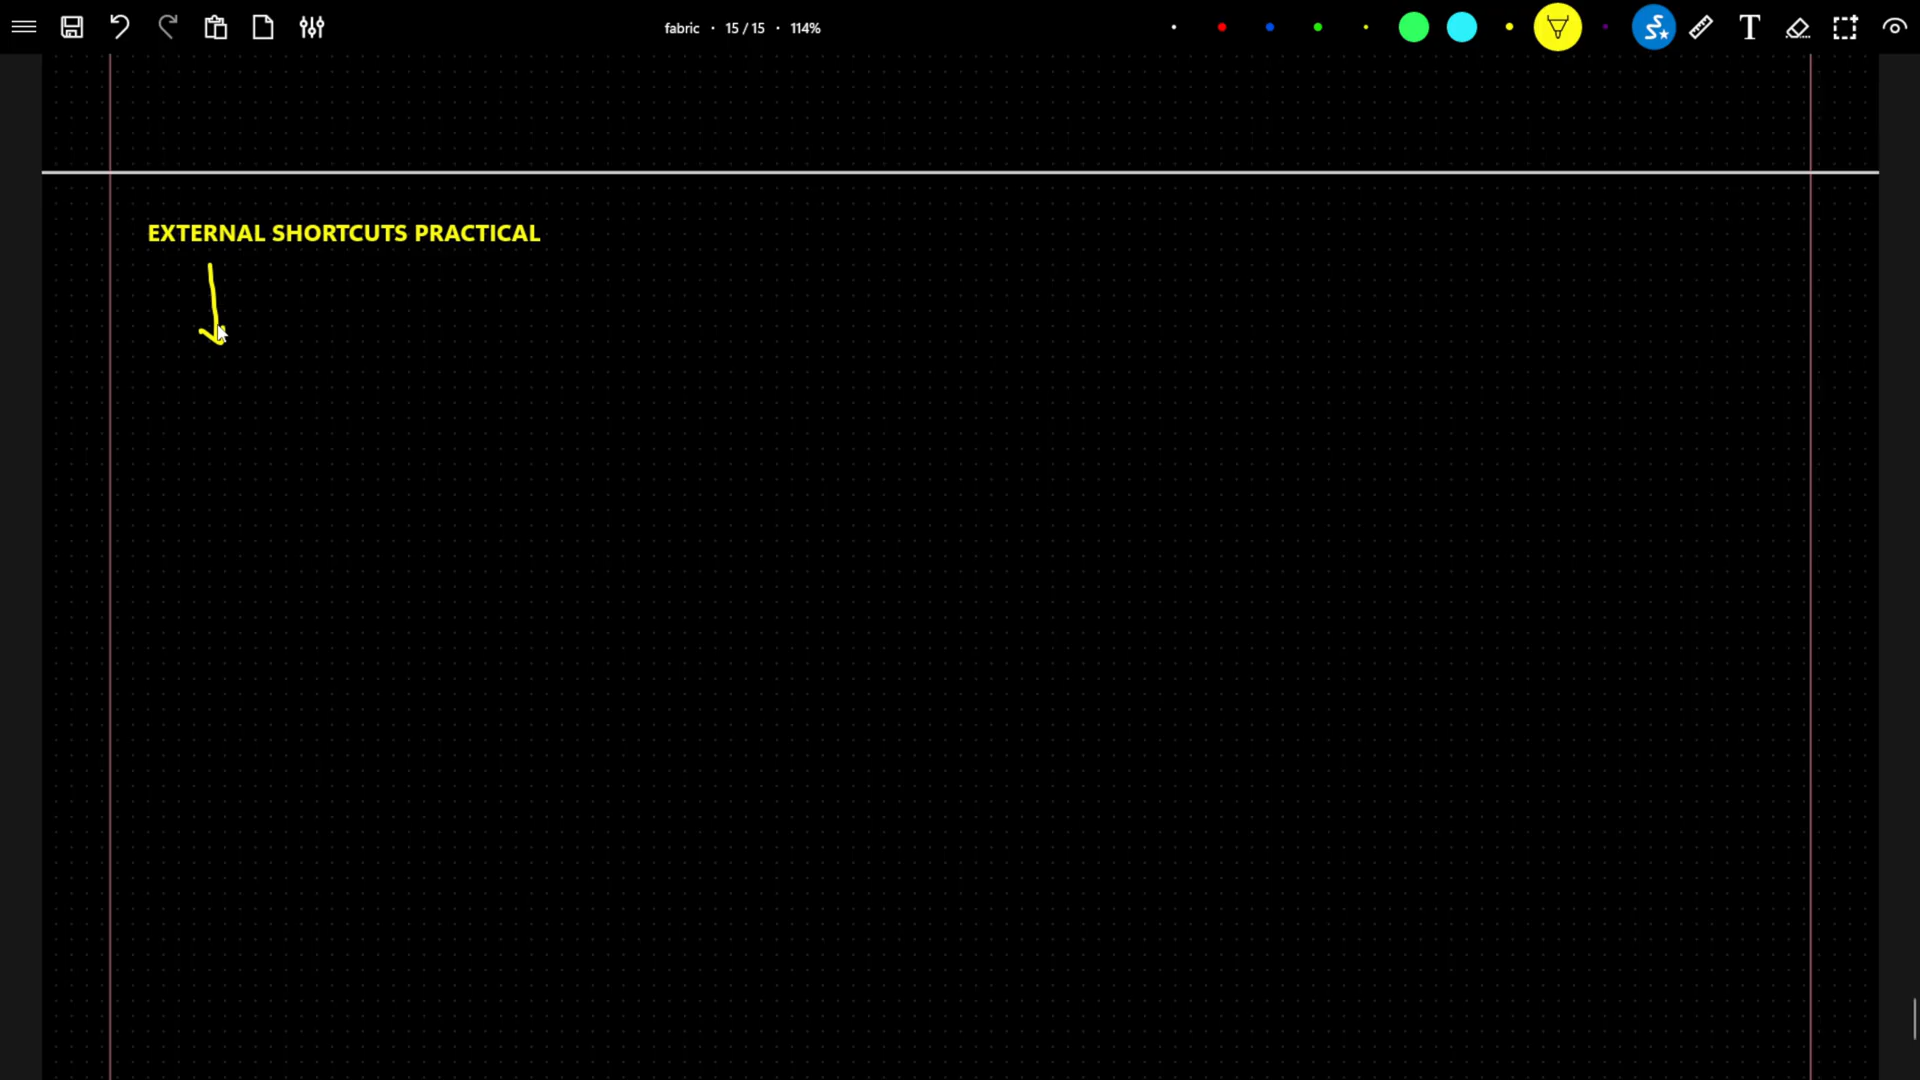 fabric · 15 / 15 · 114%
EXTERNAL SHORTCUTS PRACTICAL